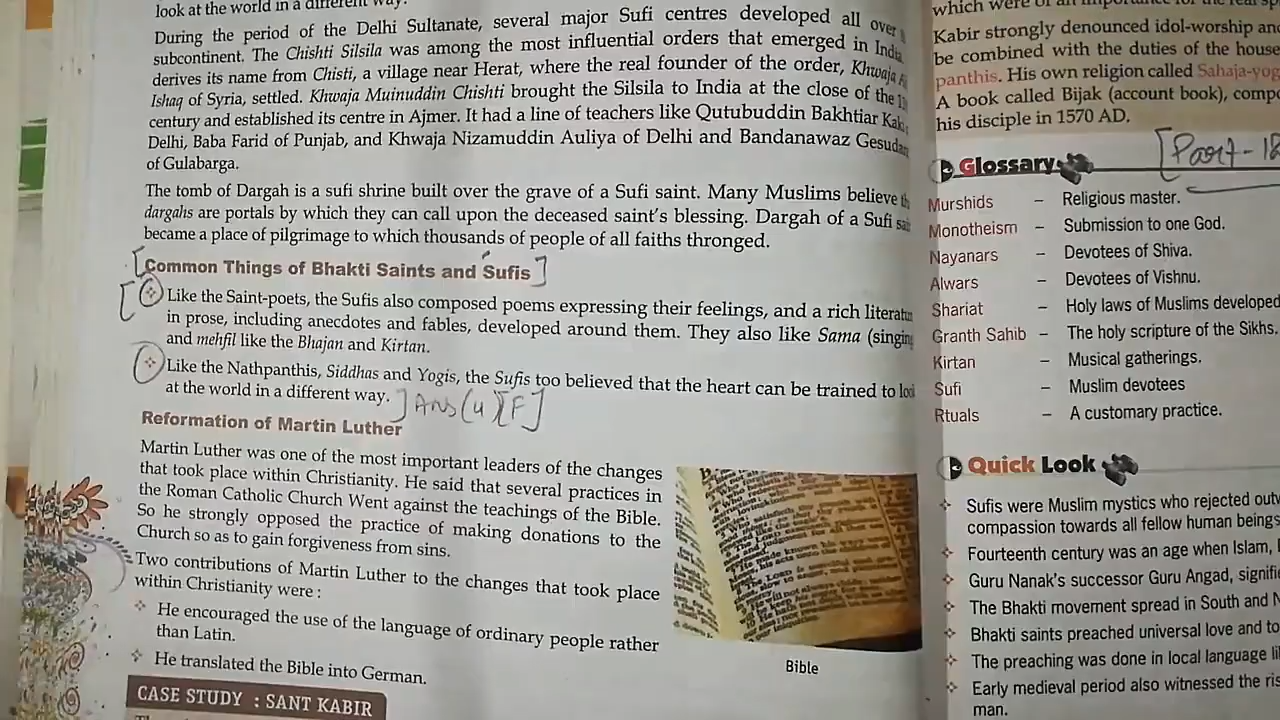 look at the world in a different way.
During the period of the Delhi Sultanate, several major Sufi centres developed all over
subcontinent. The Chishti Silsila was among the most influential orders that emerged in India.
derives its name from Chisti, a village near Herat, where the real founder of the order, Khwaja
Ishaq of Syria, settled. Khwaja Muinuddin Chishti brought the Silsila to India at the close of the
century and established its centre in Ajmer. It had a line of teachers like Qutubuddin Bakhtiar Kaki,
Delhi, Baba Farid of Punjab, and Khwaja Nizamuddin Auliya of Delhi and Bandanawaz Gesudar
of Gulabarga.
The tomb of Dargah is a sufi shrine built over the grave of a Sufi saint. Many Muslims believe
dargahs are portals by which they can call upon the deceased saint's blessing. Dargah of a Sufi
became a place of pilgrimage to which thousands of people of all faiths thronged.
[Common Things of Bhakti Saints and Sufis]
Like the Saint-poets, the Sufis also composed poems expressing their feelings, and a rich literatu
in prose, including anecdotes and fables, developed around them. They also like Sama (singing
and mehfil like the Bhajan and Kirtan.
Like the Nathpanthis, Siddhas and Yogis, the Sufis too believed that the heart can be trained to loo
at the world in a different way. ] Ans(4)[F]
Reformation of Martin Luther
Martin Luther was one of the most important leaders of the changes
that took place within Christianity. He said that several practices in
the Roman Catholic Church Went against the teachings of the Bible.
So he strongly opposed the practice of making donations to the
Church so as to gain forgiveness from sins.
Two contributions of Martin Luther to the changes that took place
within Christianity were :
He encouraged the use of the language of ordinary people rather
than Latin.
He translated the Bible into German.
Bible
CASE STUDY : SANT KABIR
Kabir strongly denounced idol-worship and
be combined with the duties of the house
panthis. His own religion called Sahaja-yog
A book called Bijak (account book), compo
his disciple in 1570 AD.
[Part-18
Glossary
Murshids – Religious master.
Monotheism – Submission to one God.
Nayanars – Devotees of Shiva.
Alwars – Devotees of Vishnu.
Shariat – Holy laws of Muslims developed
Granth Sahib – The holy scripture of the Sikhs.
Kirtan – Musical gatherings.
Sufi – Muslim devotees
Rtuals – A customary practice.
Quick Look
Sufis were Muslim mystics who rejected outw
compassion towards all fellow human beings
Fourteenth century was an age when Islam,
Guru Nanak's successor Guru Angad, signifi
The Bhakti movement spread in South and N
Bhakti saints preached universal love and to
The preaching was done in local language li
Early medieval period also witnessed the ris
man.